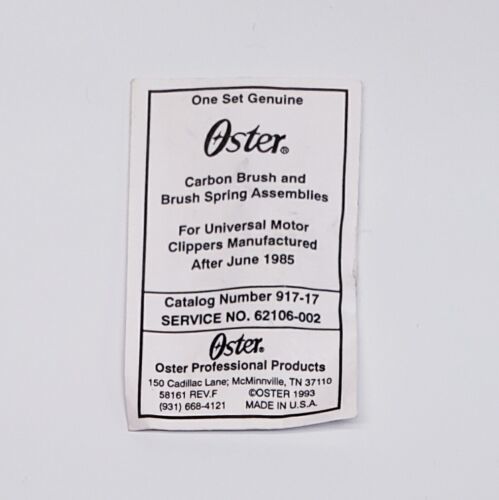 One Set Genuine
Oster®
Carbon Brush and
Brush Spring Assemblies
For Universal Motor
Clippers Manufactured
After June 1985
Catalog Number 917-17
SERVICE NO. 62106-002
Oster®
Oster Professional Products
150 Cadillac Lane; McMinnville, TN 37110
58161 REV.F ©OSTER 1993
(931) 668-4121 MADE IN U.S.A.